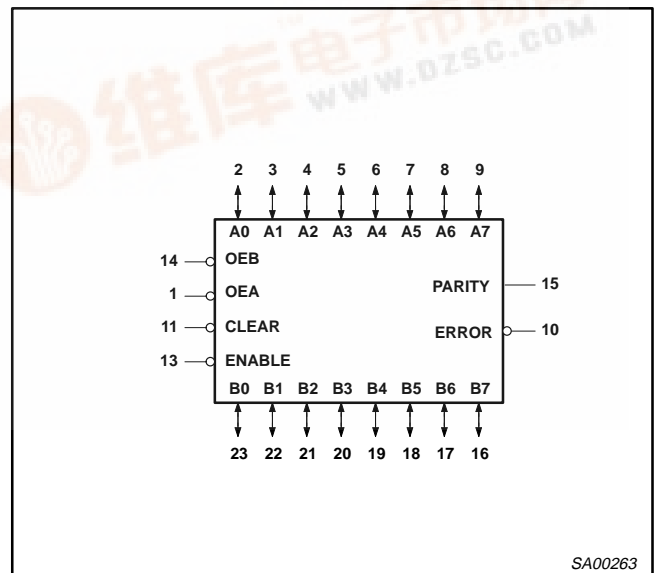 维库电子市场网
WWW.DZSC.COM
2 3 4 5 6 7 8 9
A0 A1 A2 A3 A4 A5 A6 A7
14 OEB
1 OEA
PARITY 15
11 CLEAR
ERROR 10
13 ENABLE
B0 B1 B2 B3 B4 B5 B6 B7
23 22 21 20 19 18 17 16
SA00263